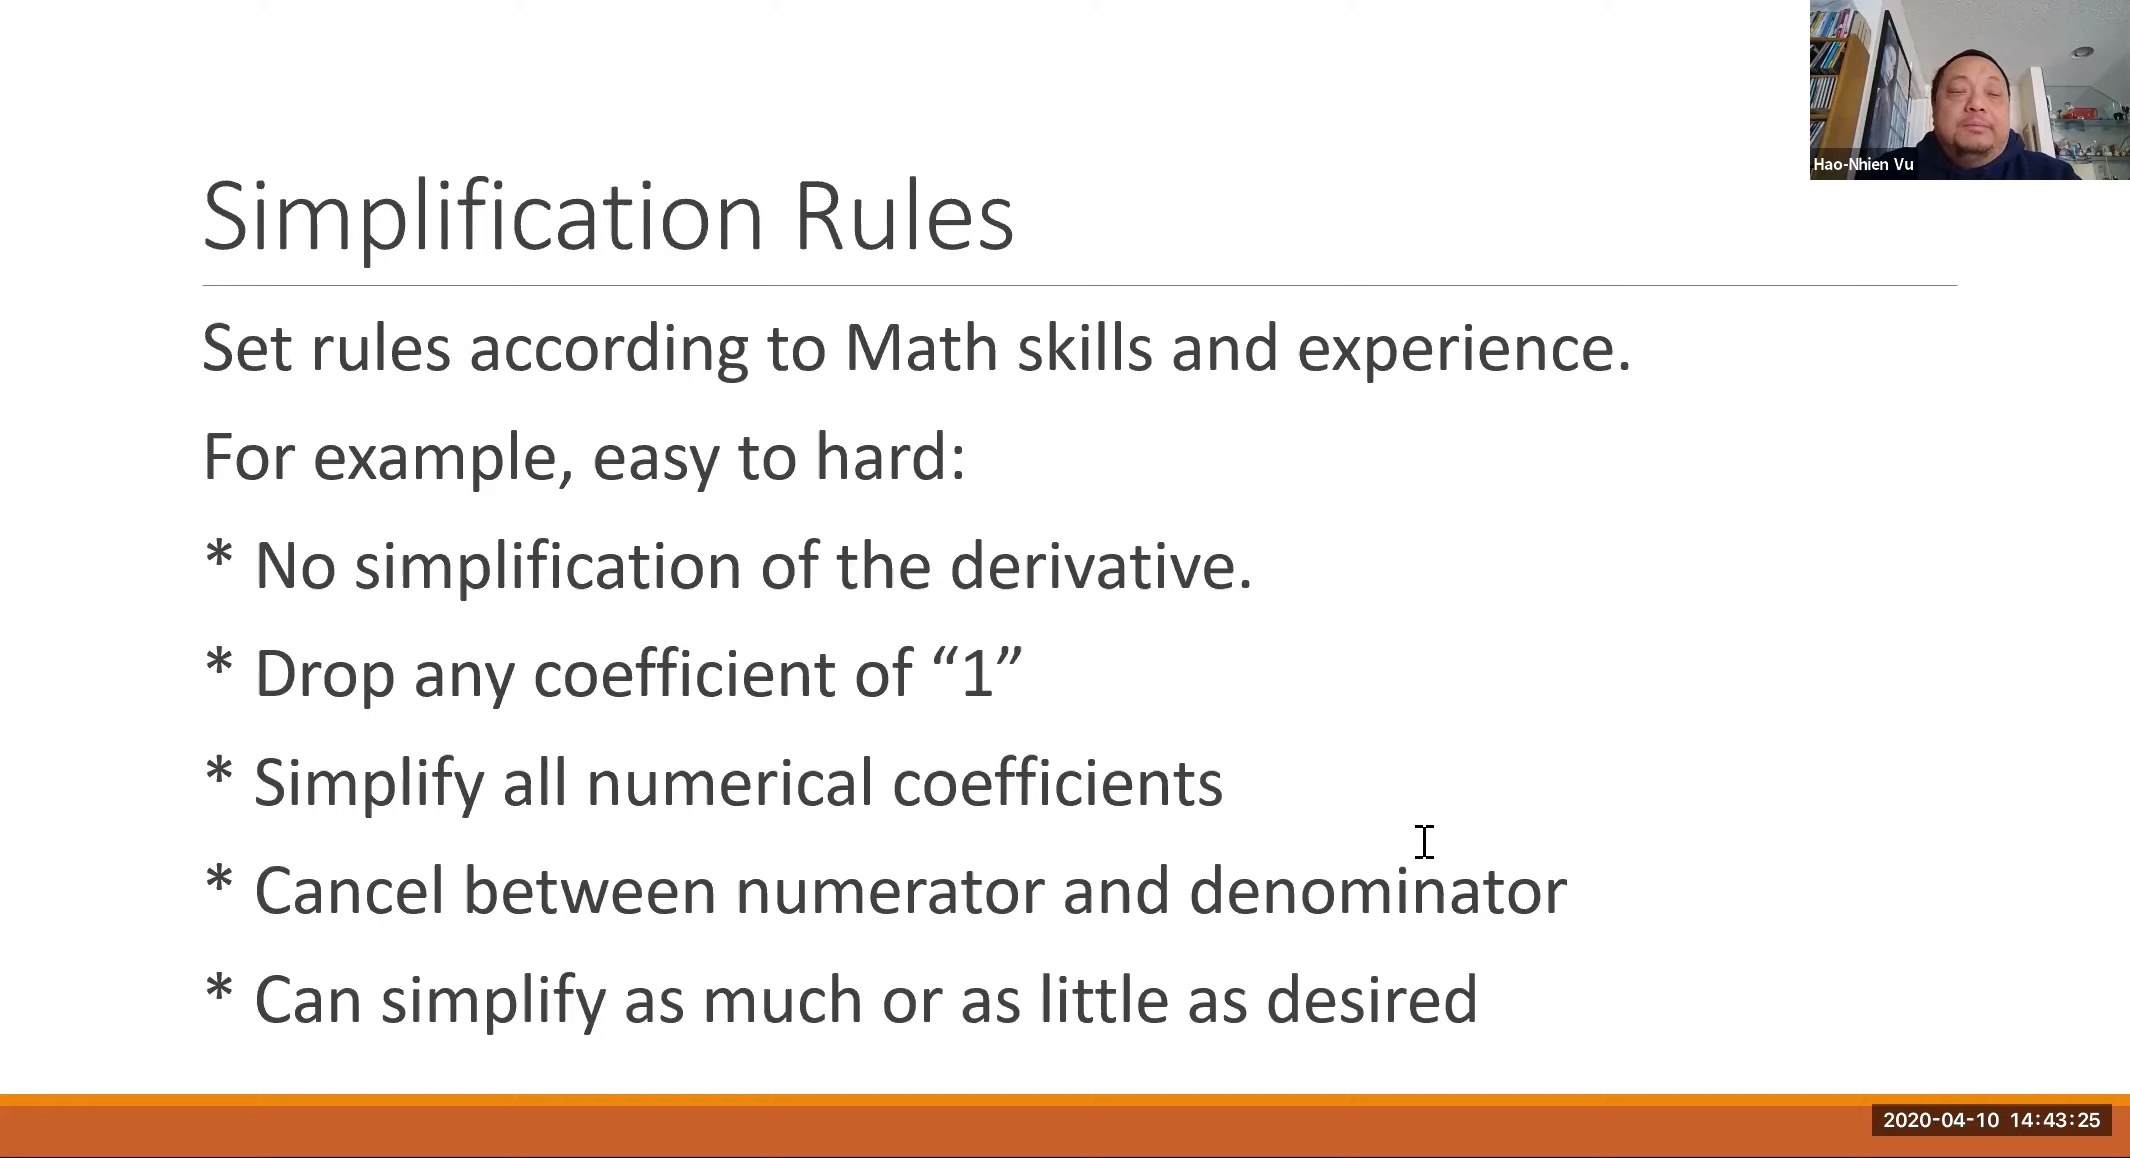 Hao-Nhien Vu
Simplification Rules
Set rules according to Math skills and experience.
For example, easy to hard:
* No simplification of the derivative.
* Drop any coefficient of “1”
* Simplify all numerical coefficients
* Cancel between numerator and denominator
* Can simplify as much or as little as desired
2020-04-10 14:43:25